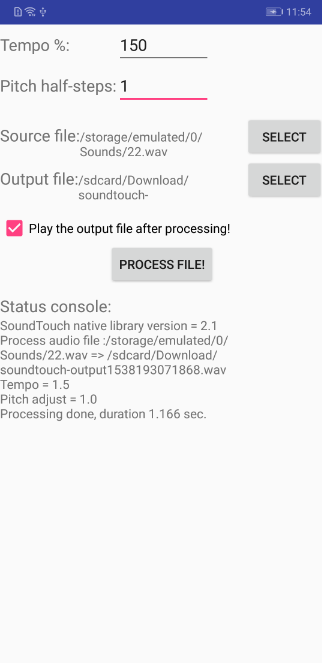 11:54
Tempo %: 150
Pitch half-steps: 1
Source file: /storage/emulated/0/
Sounds/22.wav
SELECT
Output file: /sdcard/Download/
soundtouch-
SELECT
Play the output file after processing!
PROCESS FILE!
Status console:
SoundTouch native library version = 2.1
Process audio file :/storage/emulated/0/
Sounds/22.wav => /sdcard/Download/
soundtouch-output1538193071868.wav
Tempo = 1.5
Pitch adjust = 1.0
Processing done, duration 1.166 sec.